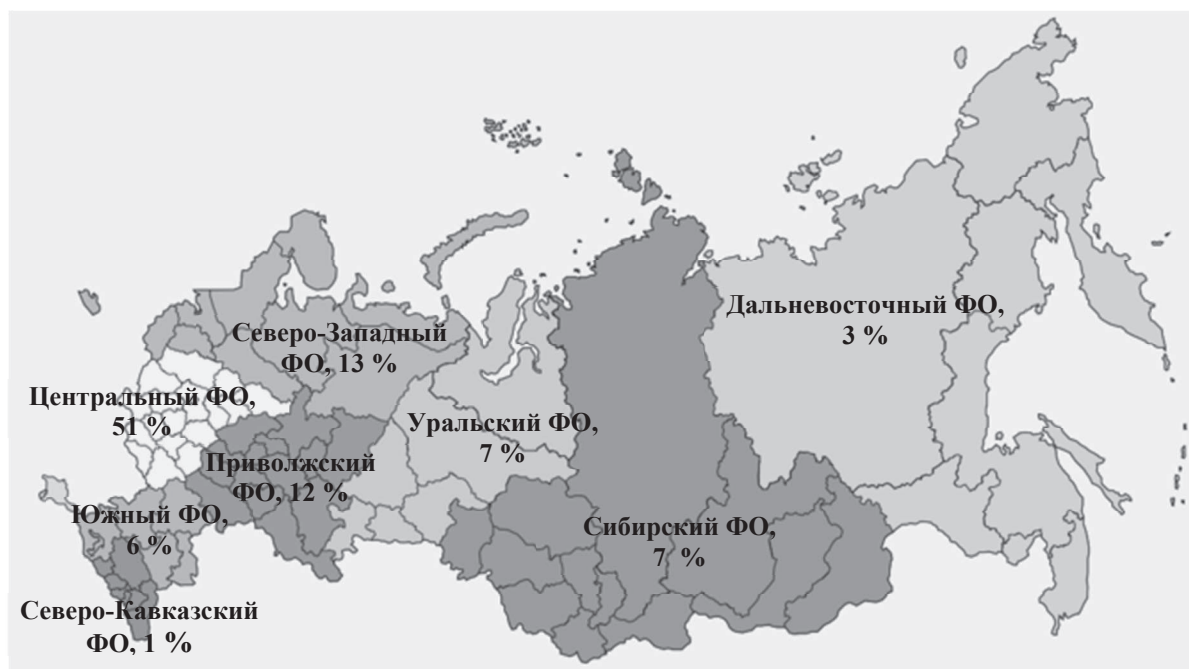 Дальневосточный ФО,
3 %
Северо-Западный
ФО, 13 %
Центральный ФО,
51 %
Уральский ФО,
7 %
Приволжский
ФО, 12 %
Южный ФО,
6 %
Сибирский ФО,
7 %
Северо-Кавказский
ФО, 1 %